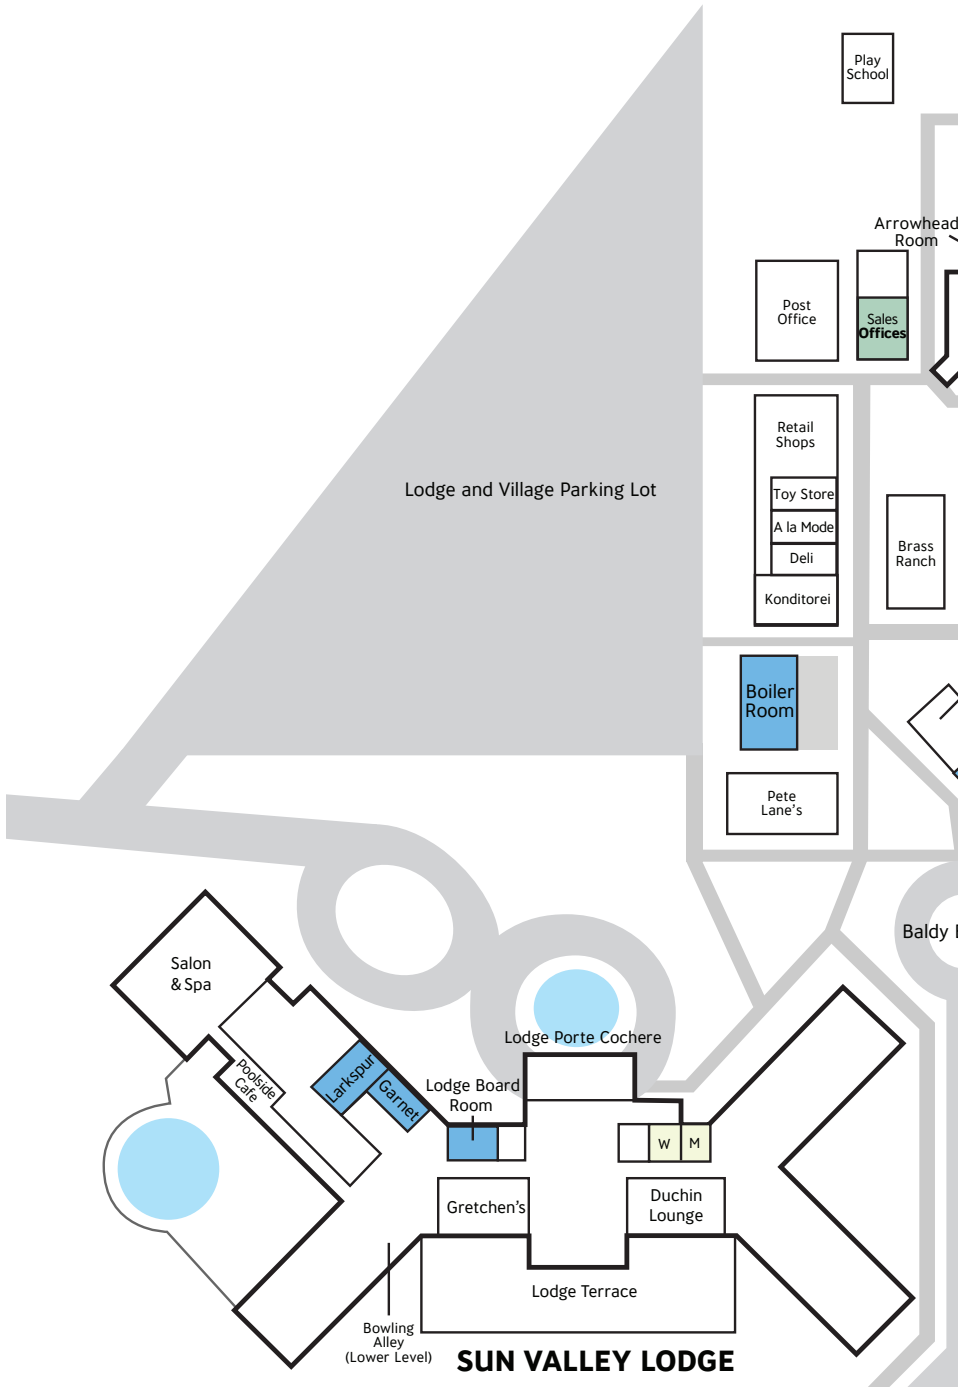 Play
School
Arrowhead
Room
Post
Office
Sales
Offices
Retail
Shops
Lodge and Village Parking Lot
Toy Store
A la Mode
Deli
Brass
Ranch
Konditorei
Boiler
Room
Pete
Lane's
Baldy
Salon
& Spa
Lodge Porte Cochere
Poolside
Cafe
Larkspur
Garnet
Lodge Board
Room
W
M
Gretchen's
Duchin
Lounge
Lodge Terrace
Bowling
Alley
(Lower Level)
SUN VALLEY LODGE